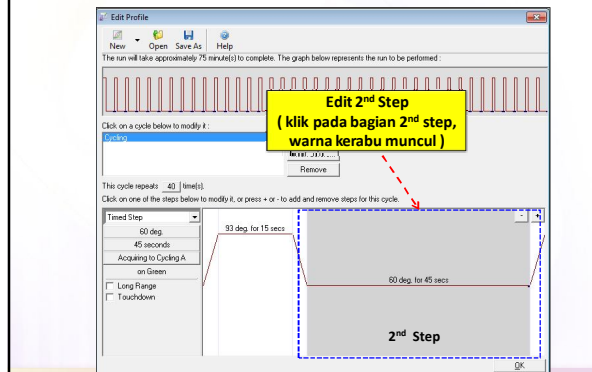 Edit Profile
New Open Save As Help
The run will take approximately 75 minute(s) to complete. The graph below represents the run to be performed :
Edit 2nd Step
( klik pada bagian 2nd step,
warna kerabu muncul )
Click on a cycle below to modify it :
Cycling
Remove
This cycle repeats 40 time(s).
Click on one of the steps below to modify it, or press + or - to add and remove steps for this cycle.
Timed Step
- +
60 deg.
45 seconds
Acquiring to Cycling A
on Green
Long Range
Touchdown
93 deg. for 15 secs
60 deg. for 45 secs
2nd Step
OK